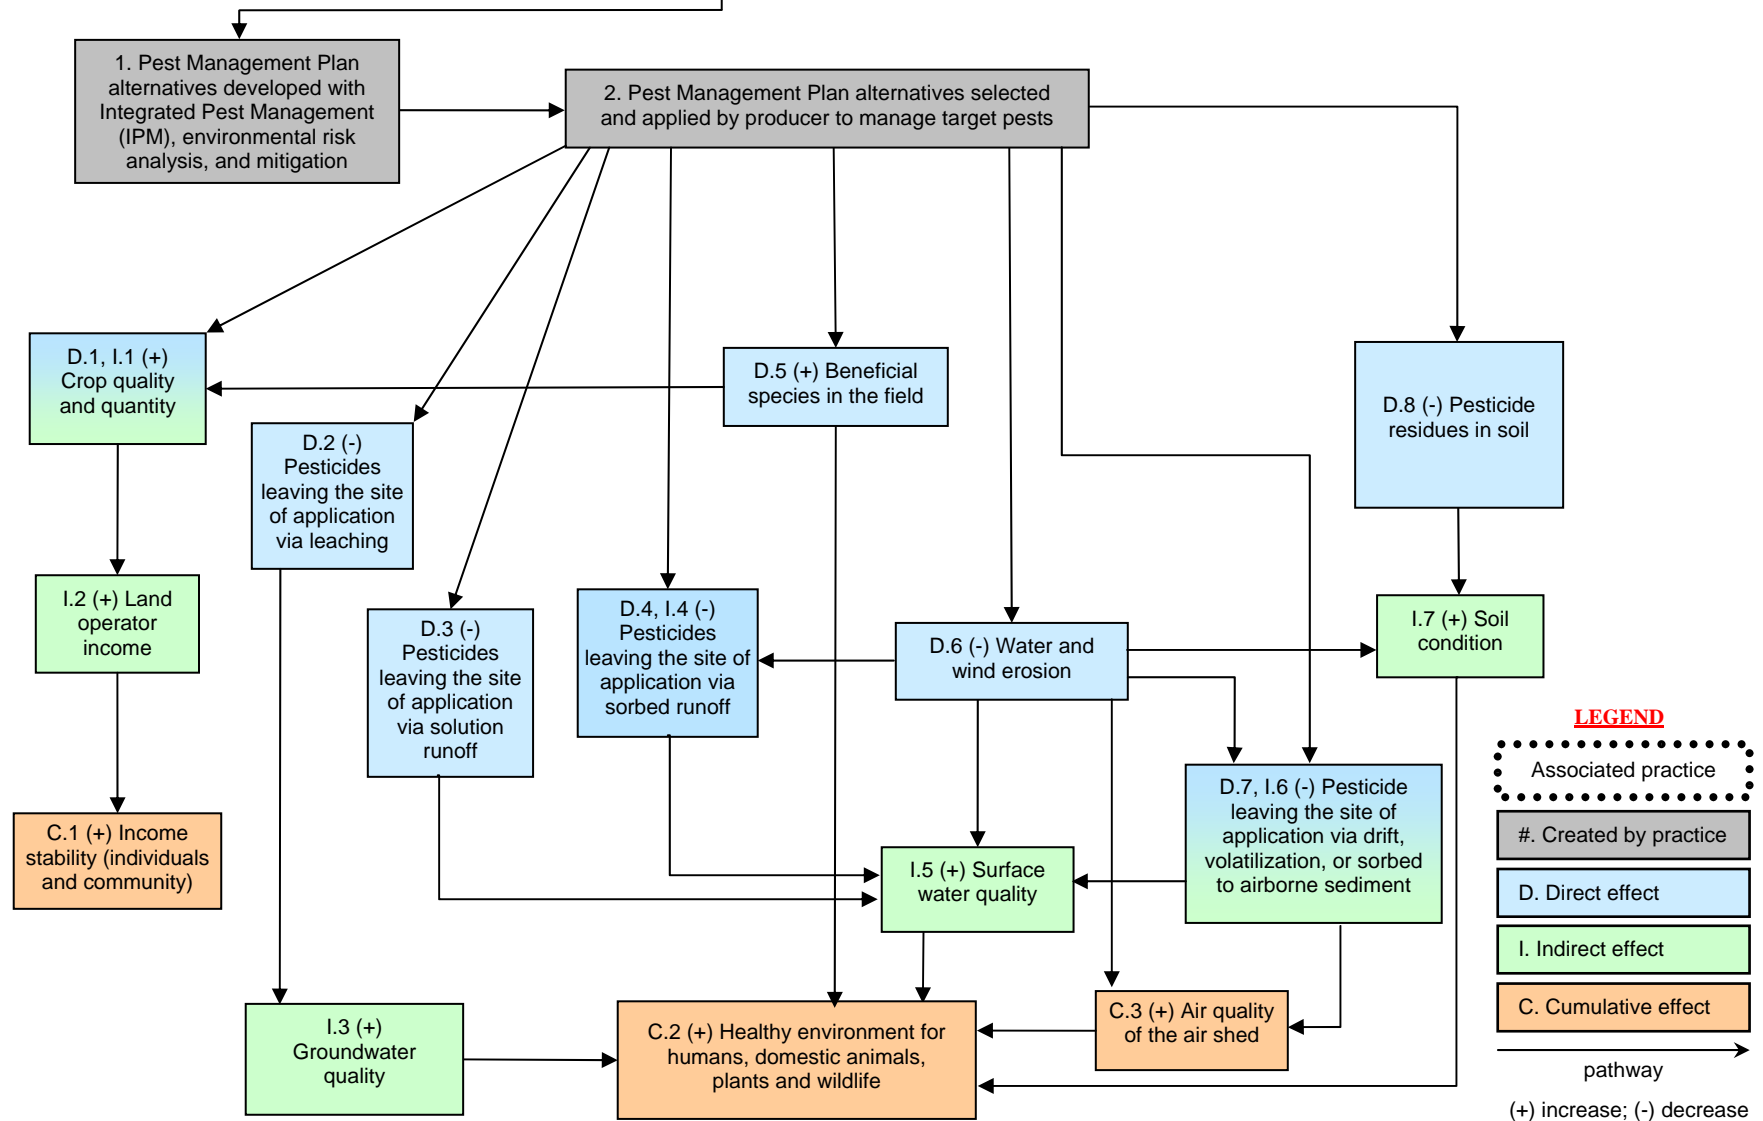 1. Pest Management Plan
alternatives developed with
Integrated Pest Management
(IPM), environmental risk
analysis, and mitigation
2. Pest Management Plan alternatives selected
and applied by producer to manage target pests
D.1, I.1 (+)
Crop quality
and quantity
D.5 (+) Beneficial
species in the field
D.8 (-) Pesticide
residues in soil
D.2 (-)
Pesticides
leaving the site
of application
via leaching
I.2 (+) Land
operator
income
D.3 (-)
Pesticides
leaving the site
of application
via solution
runoff
D.4, I.4 (-)
Pesticides
leaving the site of
application via
sorbed runoff
D.6 (-) Water and
wind erosion
I.7 (+) Soil
condition
C.1 (+) Income
stability (individuals
and community)
I.5 (+) Surface
water quality
D.7, I.6 (-) Pesticide
leaving the site of
application via drift,
volatilization, or sorbed
to airborne sediment
I.3 (+)
Groundwater
quality
C.2 (+) Healthy environment for
humans, domestic animals,
plants and wildlife
C.3 (+) Air quality
of the air shed
LEGEND
Associated practice
#. Created by practice
D. Direct effect
I. Indirect effect
C. Cumulative effect
pathway
(+) increase; (-) decrease